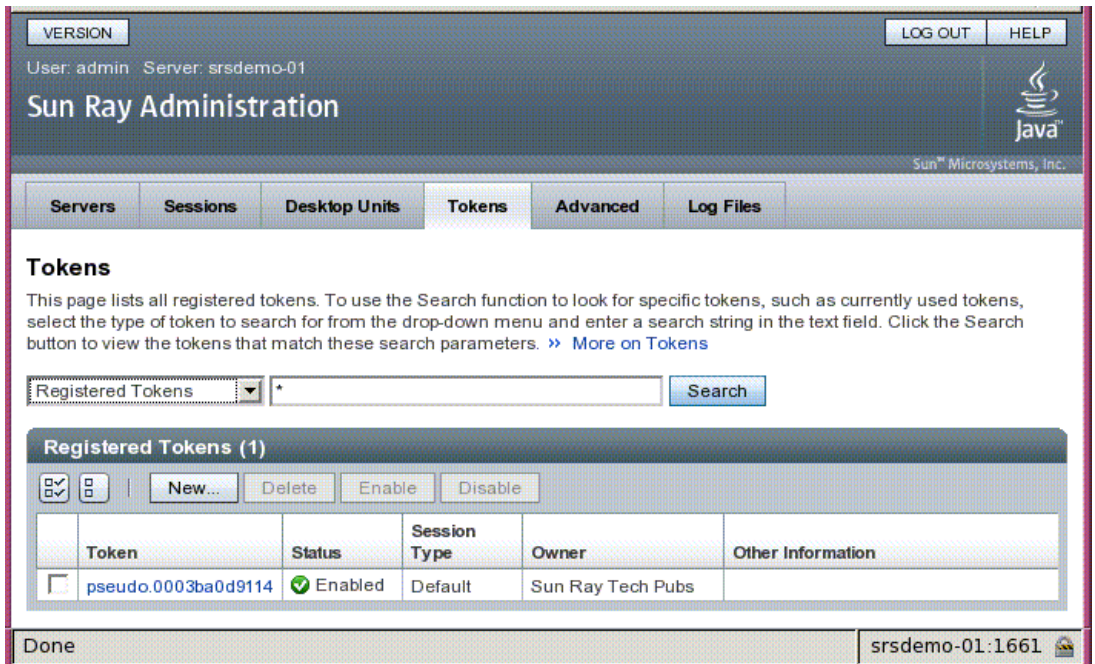 VERSION LOG OUT HELP
User: admin Server: srsdemo-01
Sun Ray Administration
Java™
Sun™ Microsystems, Inc.
Servers Sessions Desktop Units Tokens Advanced Log Files
Tokens
This page lists all registered tokens. To use the Search function to look for specific tokens, such as currently used tokens,
select the type of token to search for from the drop-down menu and enter a search string in the text field. Click the Search
button to view the tokens that match these search parameters. » More on Tokens
Registered Tokens * Search
Registered Tokens (1)
New... Delete Enable Disable
Token Status Session Type Owner Other Information
pseudo.0003ba0d9114 Enabled Default Sun Ray Tech Pubs
Done srsdemo-01:1661